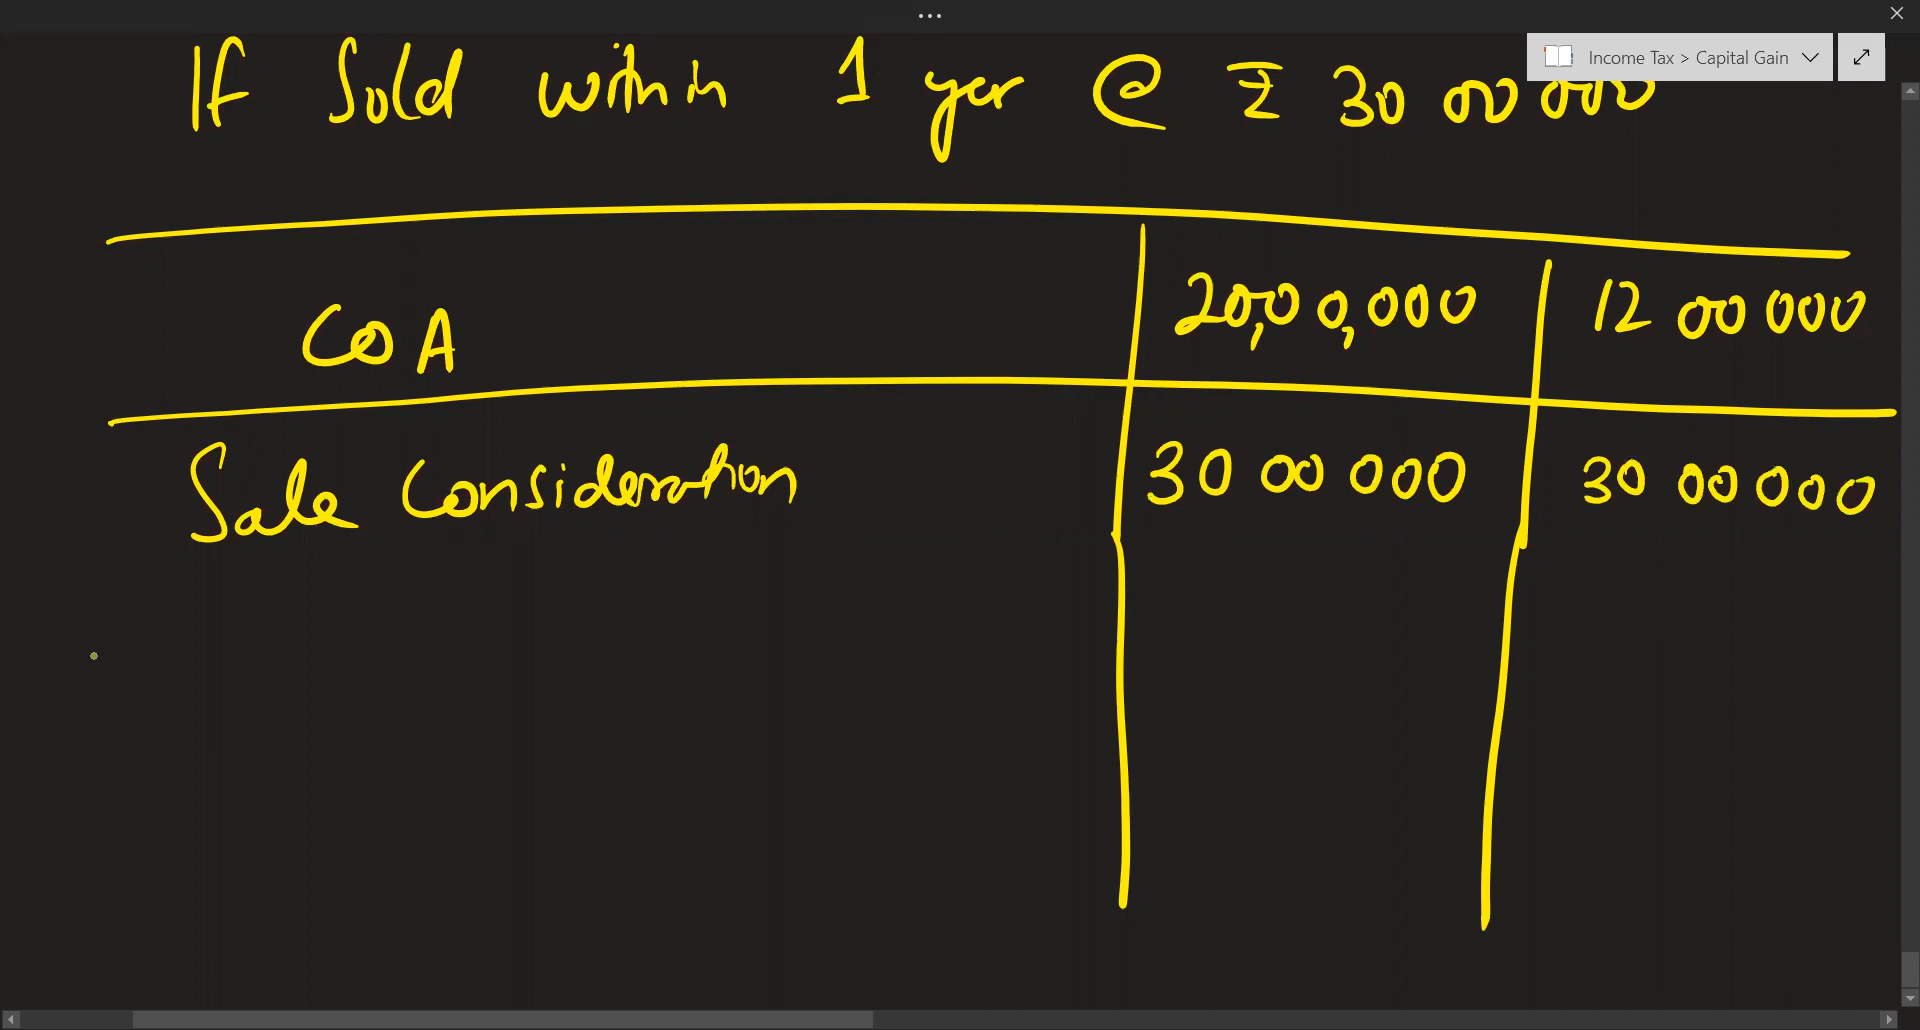 Income Tax > Capital Gain
If Sold within 1 yer @ ₹ 30 00 000
COA 20,00,000 12 00 000
Sale Consideration 30 00 000 30 00 000